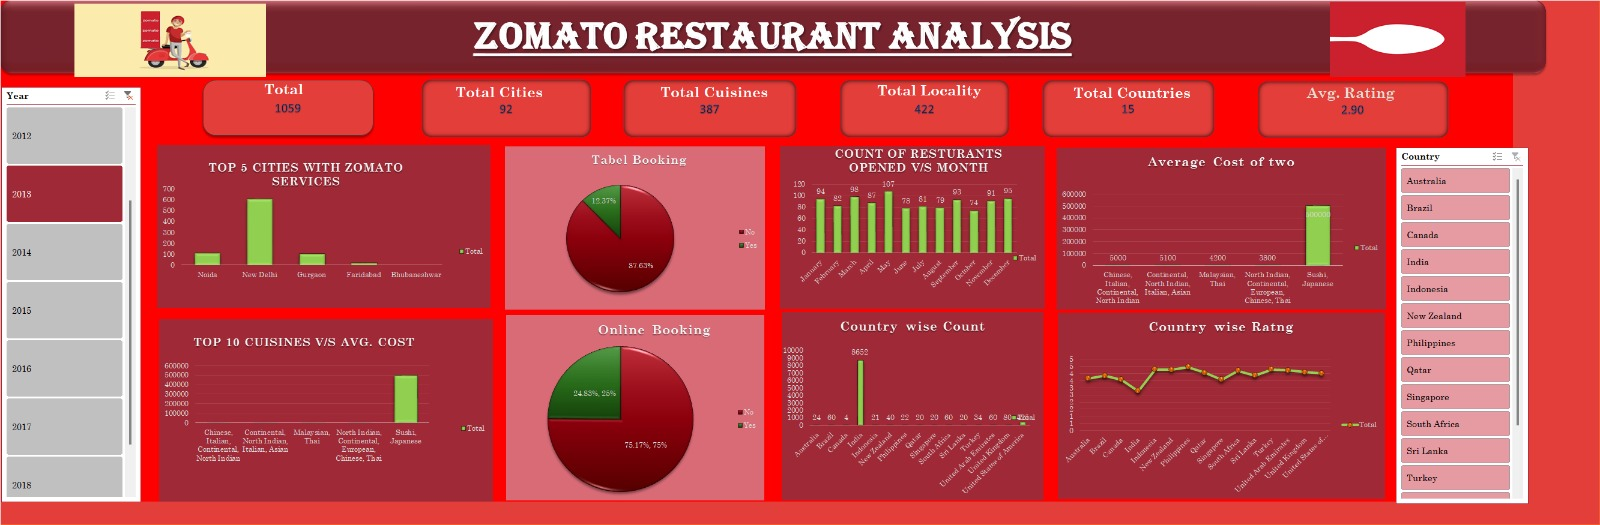 ZOMATO RESTAURANT ANALYSIS
Total
1059
Total Cities
92
Total Cuisines
387
Total Locality
422
Total Countries
15
Avg. Rating
2.90
Year
2012
2013
2014
2015
2016
2017
2018
TOP 5 CITIES WITH ZOMATO
SERVICES
700
600
500
400
300
200
100
0
Noida
New Delhi
Gurgaon
Faridabad
Bhubaneshwar
Total
Tabel Booking
12.37%
87.63%
No
Yes
COUNT OF RESTURANTS
OPENED V/S MONTH
120
100
80
60
40
20
0
94
82
98
87
107
78
81
79
93
74
91
95
January
February
March
April
May
June
July
August
September
October
November
December
Total
Average Cost of two
600000
500000
400000
300000
200000
100000
0
5000
5100
4200
3800
500000
Chinese,
Italian,
Continental,
North Indian
Continental,
North Indian,
Italian, Asian
Malaysian,
Thai
North Indian,
Continental,
European,
Chinese, Thai
Sushi,
Japanese
Total
Country
Australia
Brazil
Canada
India
Indonesia
New Zealand
Philippines
Qatar
Singapore
South Africa
Sri Lanka
Turkey
TOP 10 CUISINES V/S AVG. COST
600000
500000
400000
300000
200000
100000
0
Chinese,
Italian,
Continental,
North Indian
Continental,
North Indian,
Italian, Asian
Malaysian,
Thai
North Indian,
Continental,
European,
Chinese, Thai
Sushi,
Japanese
Total
Online Booking
24.83%, 25%
75.17%, 75%
No
Yes
Country wise Count
10000
9000
8000
7000
6000
5000
4000
3000
2000
1000
0
24
60
4
8652
21
40
22
20
20
60
20
34
60
80
Australia
Brazil
Canada
India
Indonesia
New Zealand
Philippines
Qatar
Singapore
South Africa
Sri Lanka
Turkey
United Arab Emirates
United Kingdom
United States of America
Country wise Ratng
5
4
4
3
3
2
2
1
1
0
Australia
Brazil
Canada
India
Indonesia
New Zealand
Philippines
Qatar
Singapore
South Africa
Sri Lanka
Turkey
United Arab Emirates
United Kingdom
United States of...
Total